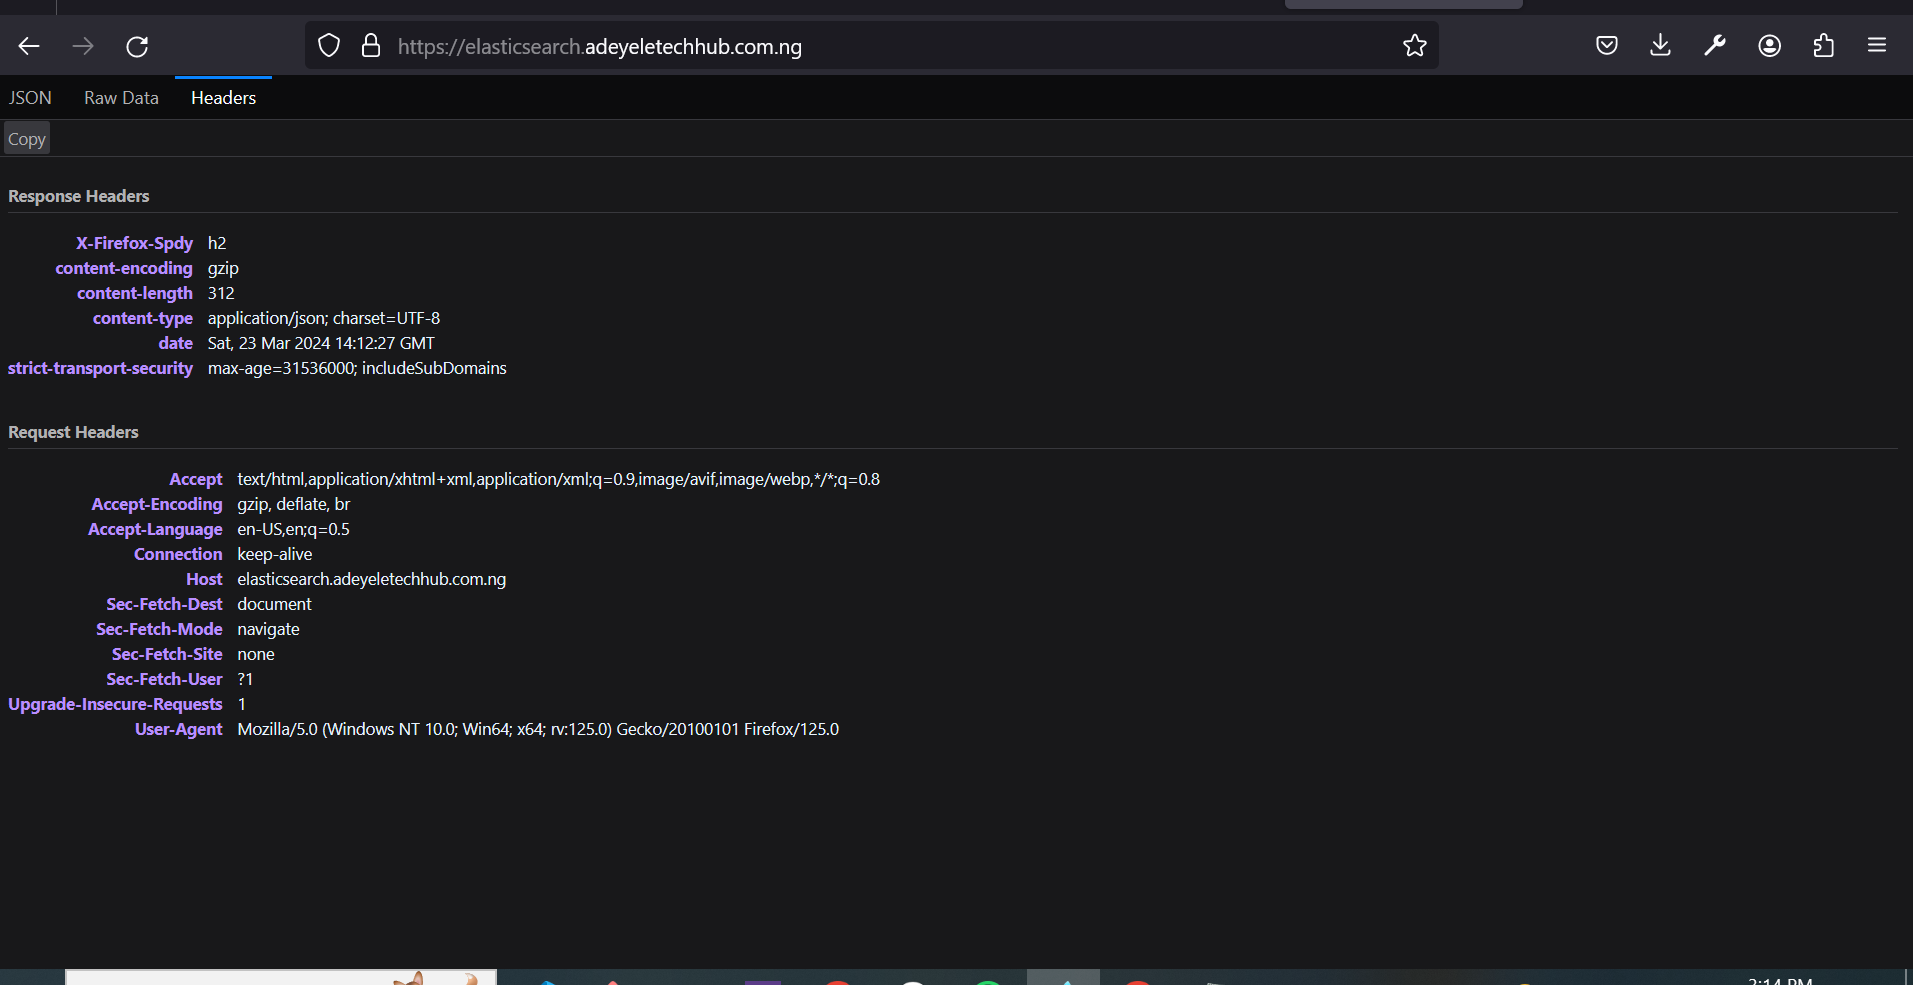 https://elasticsearch.adeyeletechhub.com.ng
JSON Raw Data Headers
Copy
Response Headers
X-Firefox-Spdy h2
content-encoding gzip
content-length 312
content-type application/json; charset=UTF-8
date Sat, 23 Mar 2024 14:12:27 GMT
strict-transport-security max-age=31536000; includeSubDomains
Request Headers
Accept text/html,application/xhtml+xml,application/xml;q=0.9,image/avif,image/webp,*/*;q=0.8
Accept-Encoding gzip, deflate, br
Accept-Language en-US,en;q=0.5
Connection keep-alive
Host elasticsearch.adeyeletechhub.com.ng
Sec-Fetch-Dest document
Sec-Fetch-Mode navigate
Sec-Fetch-Site none
Sec-Fetch-User ?1
Upgrade-Insecure-Requests 1
User-Agent Mozilla/5.0 (Windows NT 10.0; Win64; x64; rv:125.0) Gecko/20100101 Firefox/125.0